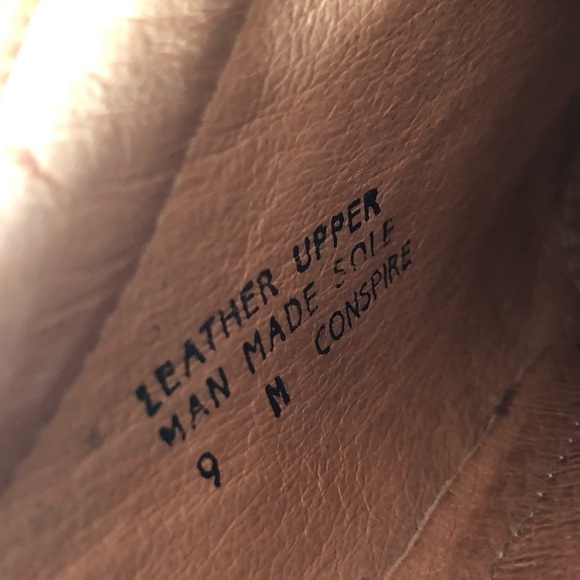 LEATHER UPPER
MAN MADE SOLE
9 M CONSPIRE